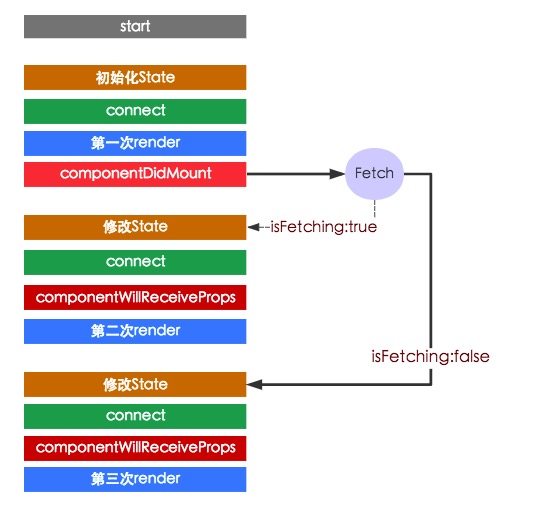 start
初始化State
connect
第一次render
componentDidMount
Fetch
修改State
isFetching:true
connect
componentWillReceiveProps
第二次render
isFetching:false
修改State
connect
componentWillReceiveProps
第三次render